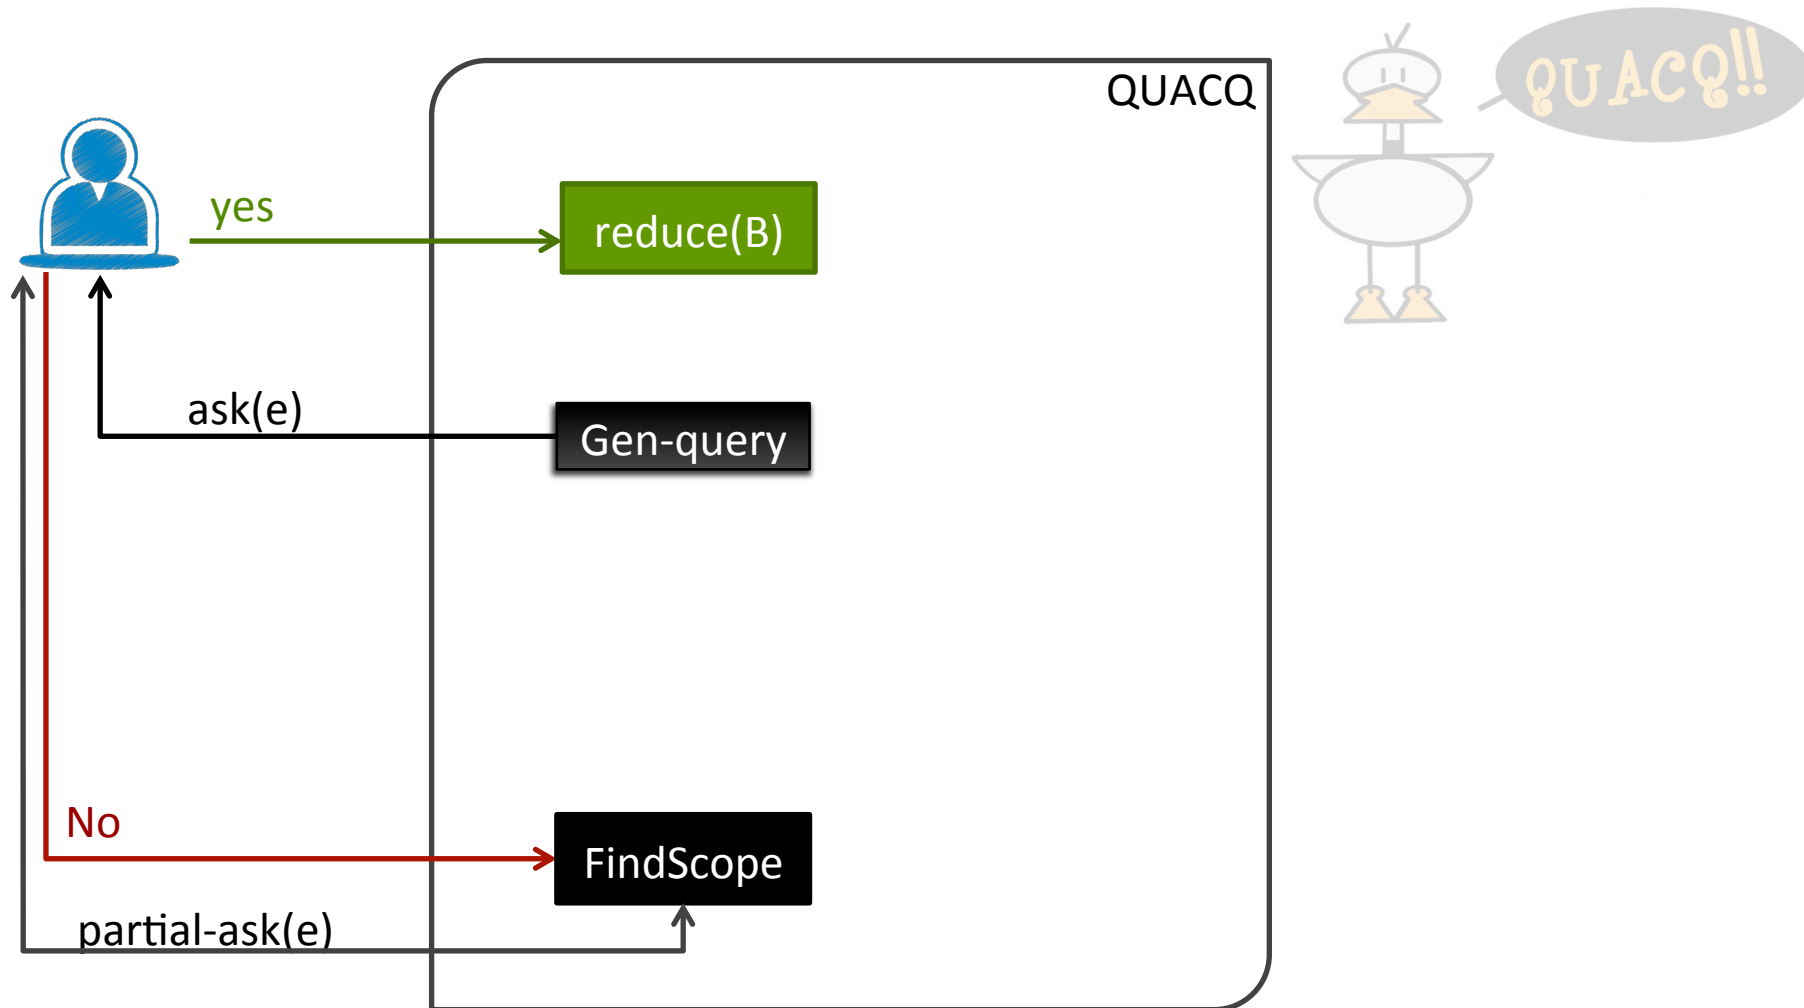 QUACQ
QUACQ!!
yes
reduce(B)
ask(e)
Gen-query
No
FindScope
partial-ask(e)